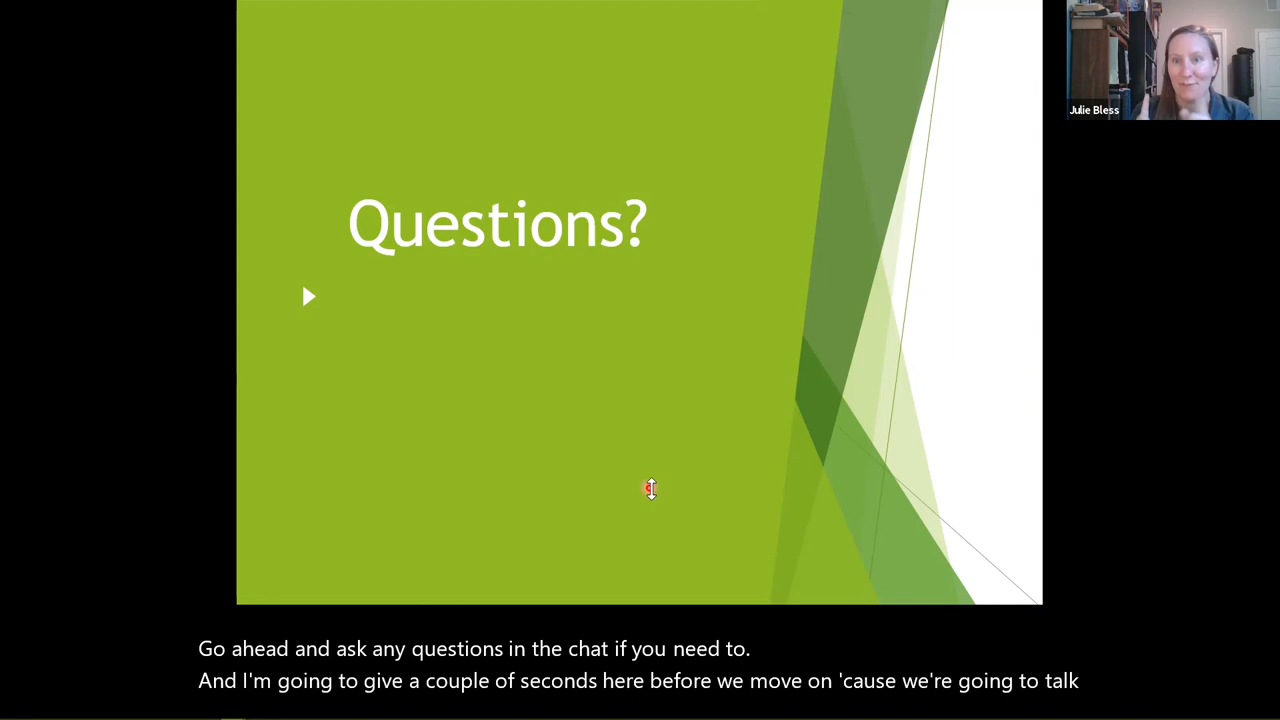 Julie Bless
Questions?
Go ahead and ask any questions in the chat if you need to.
And I'm going to give a couple of seconds here before we move on 'cause we're going to talk